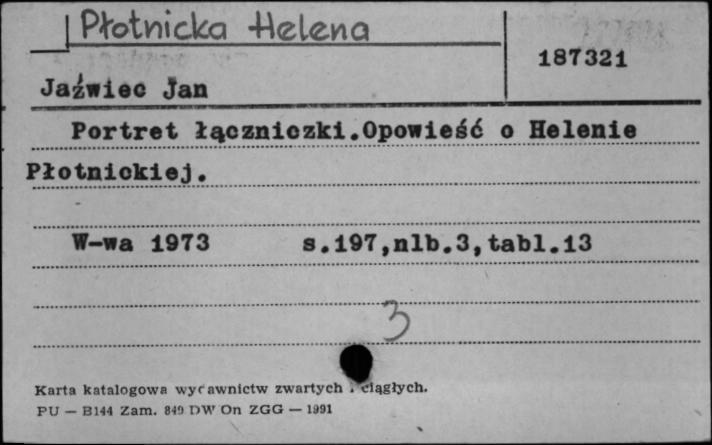 Płotnicka Helena
187321
Jaźwiec Jan
Portret łączniczki.Opowieść o Helenie
Płotnickiej.
W-wa 1973 s.197,nlb.3,tabl.13
3
Karta katalogowa wydawnictw zwartych i ciągłych.
PU — B144 Zam. 849 DW On ZGG — 1991